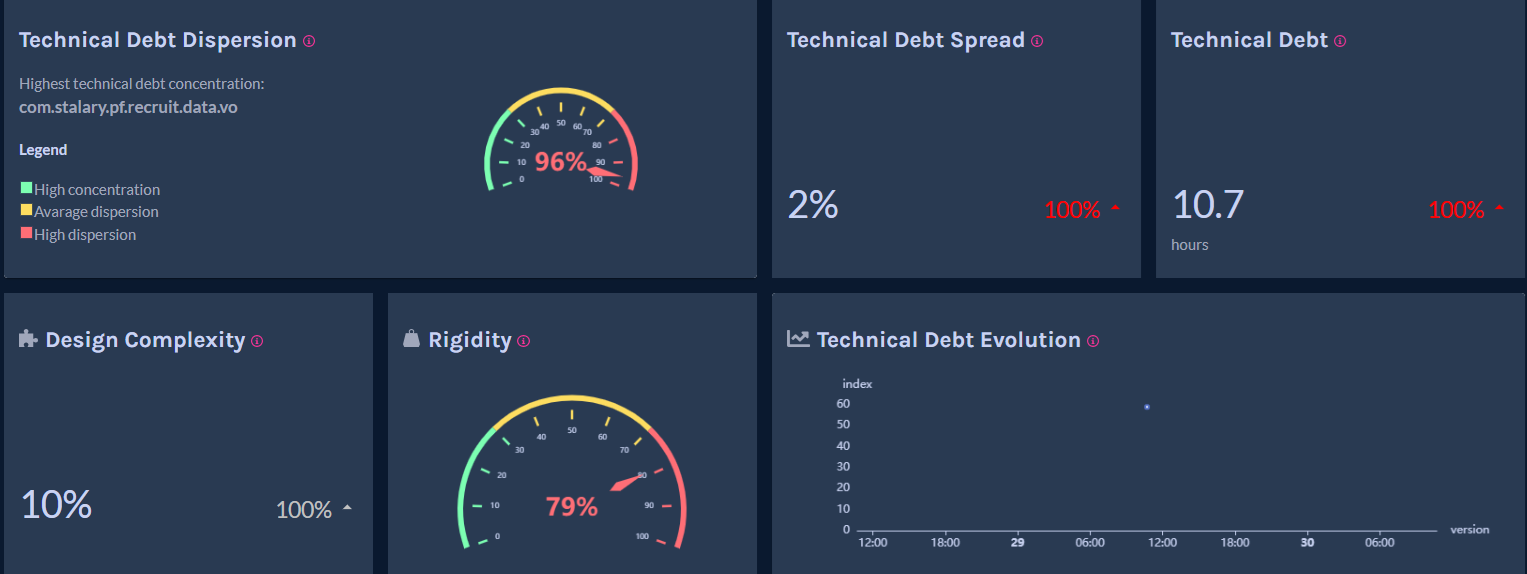 Technical Debt Dispersion
Highest technical debt concentration:
com.stalary.pf.recruit.data.vo
Legend
High concentration
Avarage dispersion
High dispersion
0
10
20
30
40
50
60
70
80
90
100
96%
Technical Debt Spread
2%
100%
Technical Debt
10.7
100%
hours
Design Complexity
10%
100%
Rigidity
0
10
20
30
40
50
60
70
80
90
100
79%
Technical Debt Evolution
index
60
50
40
30
20
10
0
version
12:00 18:00 29 06:00 12:00 18:00 30 06:00